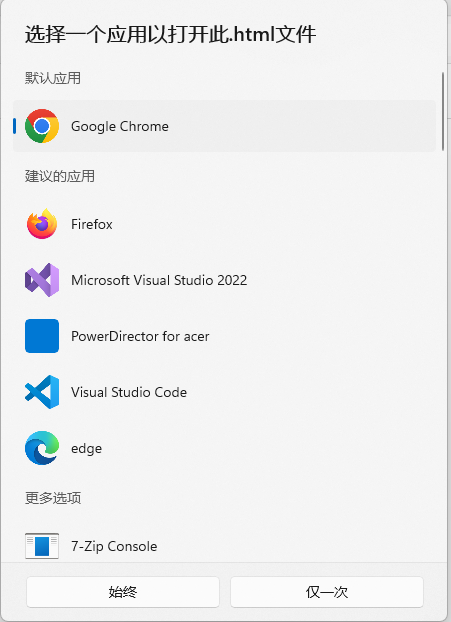 选择一个应用以打开此.html文件
默认应用
Google Chrome
建议的应用
Firefox
Microsoft Visual Studio 2022
PowerDirector for acer
Visual Studio Code
edge
更多选项
7-Zip Console
始终
仅一次